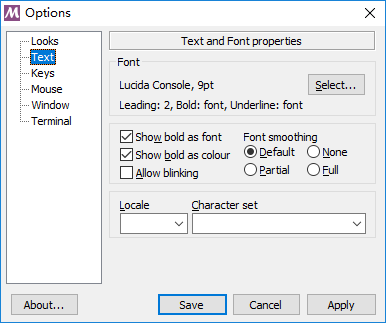 Options
Looks
Text
Keys
Mouse
Window
Terminal
Text and Font properties
Font
Lucida Console, 9pt
Select...
Leading: 2, Bold: font, Underline: font
Show bold as font
Show bold as colour
Allow blinking
Font smoothing
Default
None
Partial
Full
Locale
Character set
About...
Save
Cancel
Apply